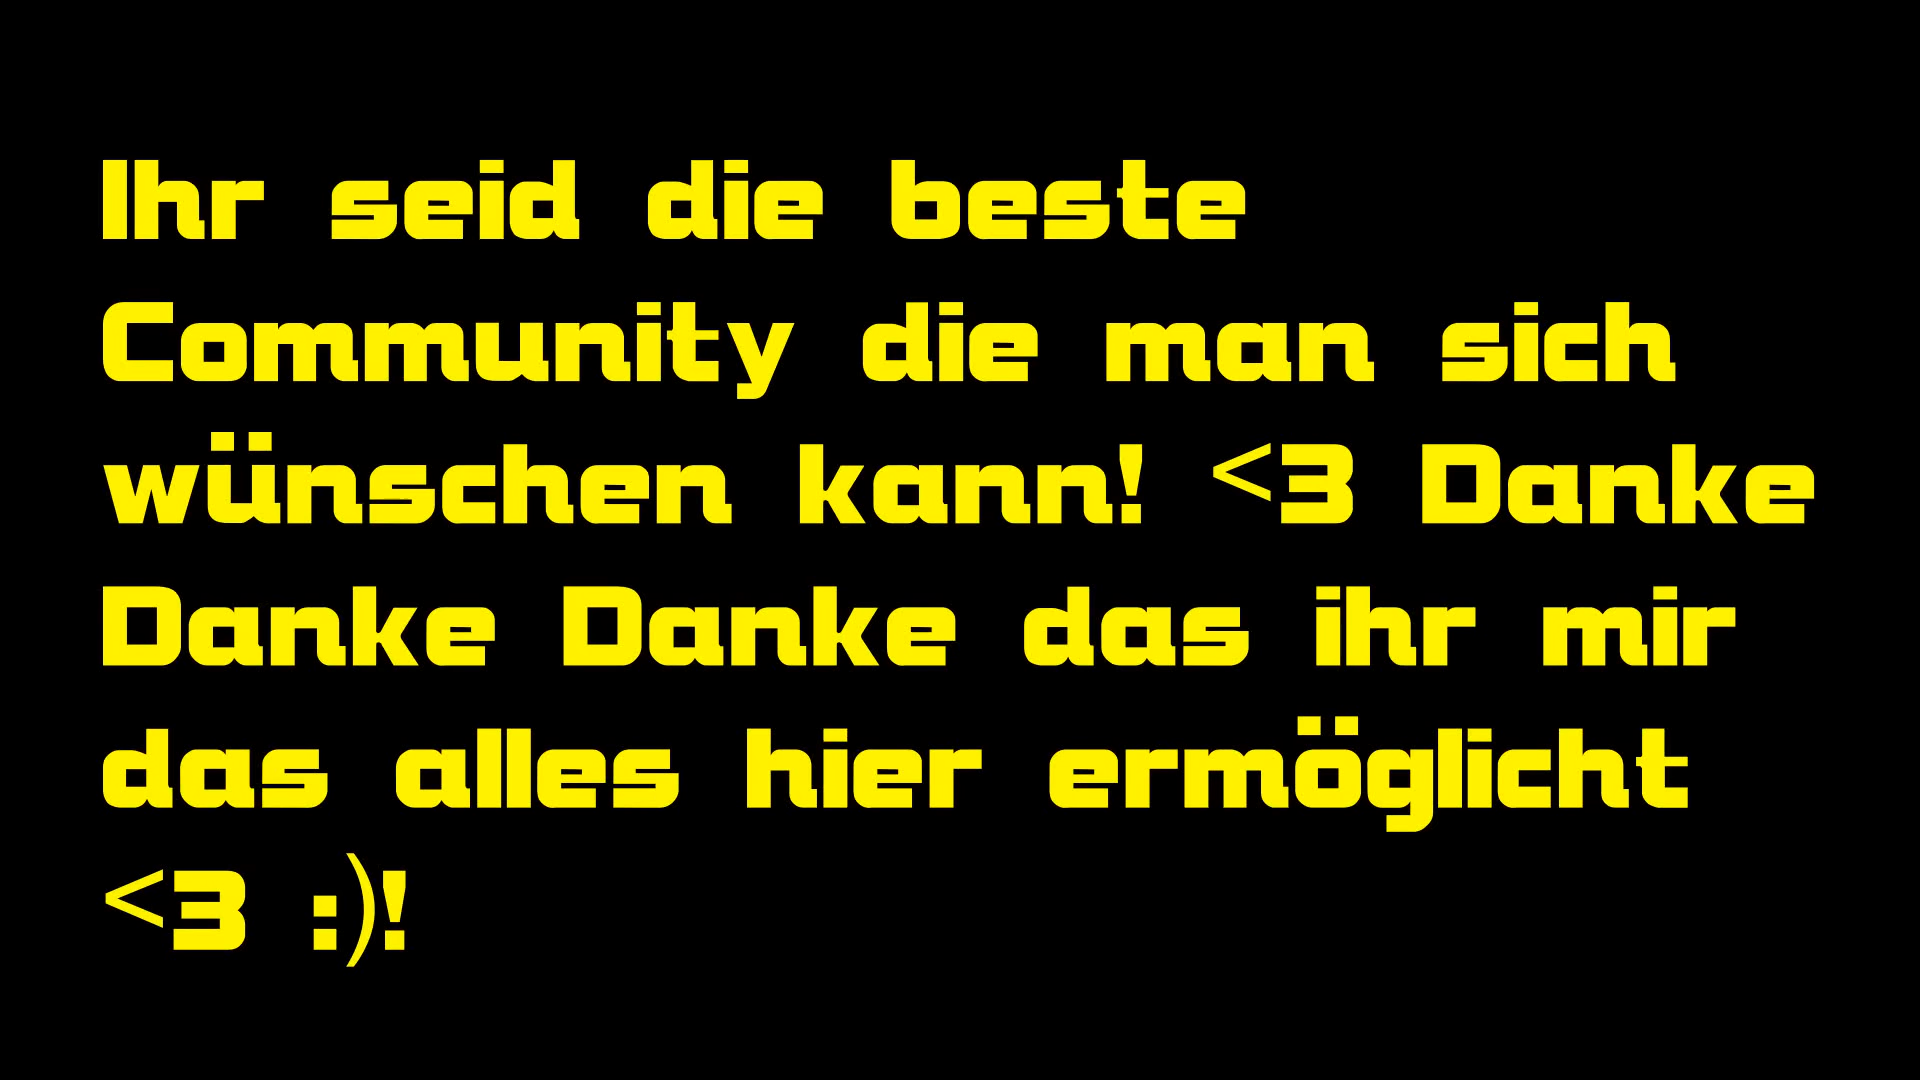 Ihr seid die beste
Community die man sich
wünschen kann! <3 Danke
Danke Danke das ihr mir
das alles hier ermöglicht
<3 :)!